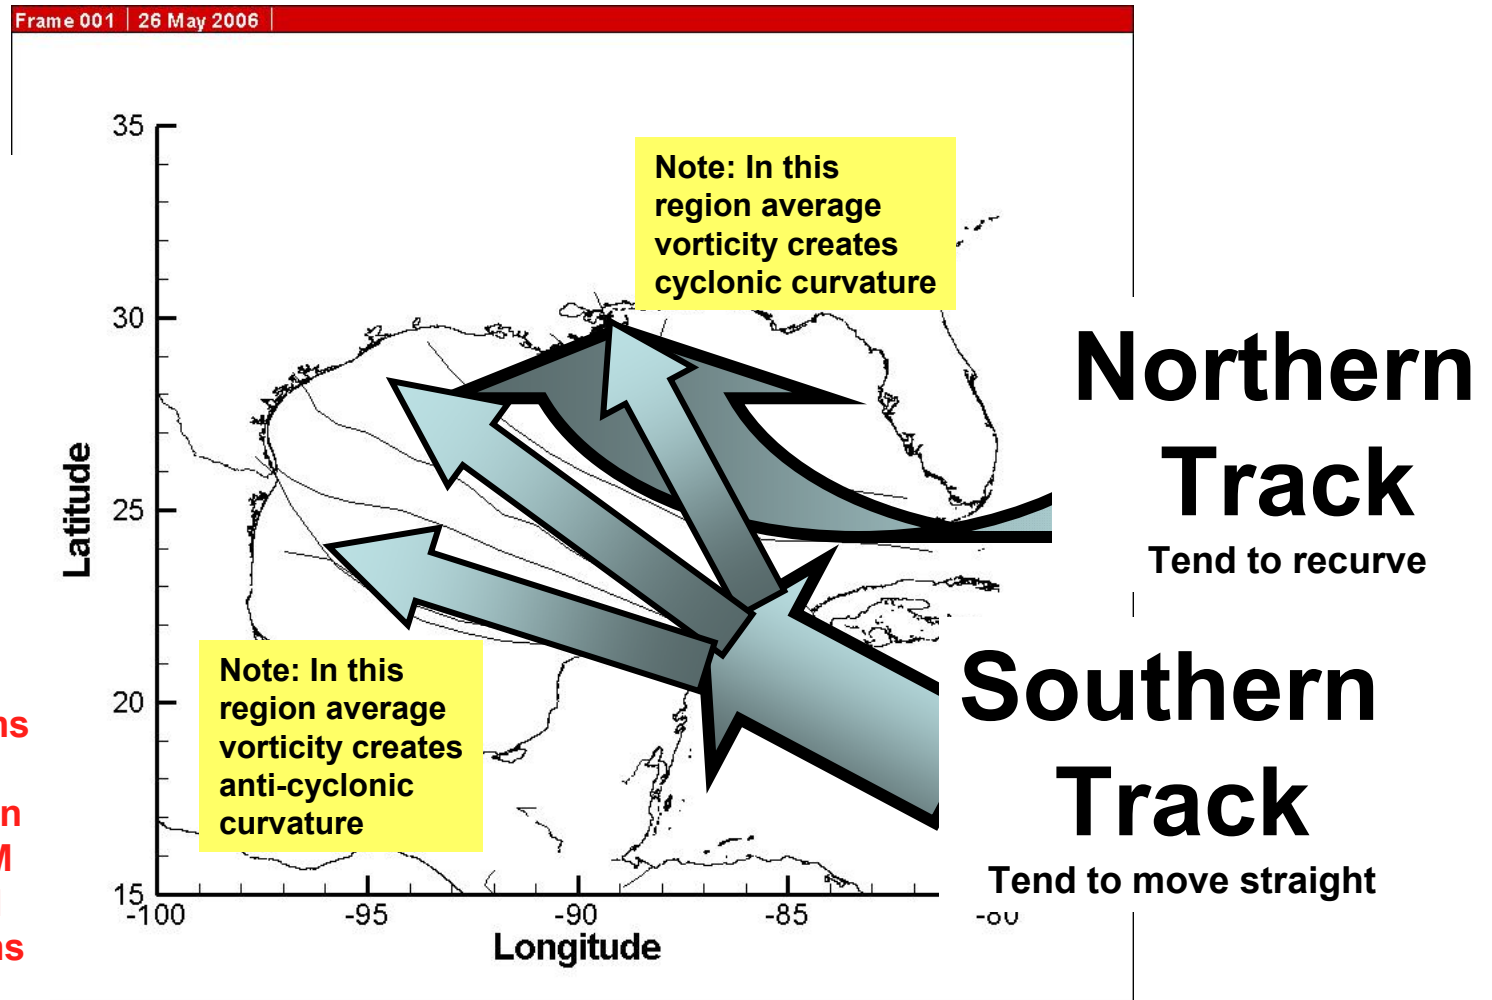 Frame 001 | 26 May 2006 |
35
30
25
20
15
Latitude
-100
-95
-90
-85
Longitude
Note: In this
region average
vorticity creates
cyclonic curvature
Note: In this
region average
vorticity creates
anti-cyclonic
curvature
Northern
Track
Tend to recurve
Southern
Track
Tend to move straight